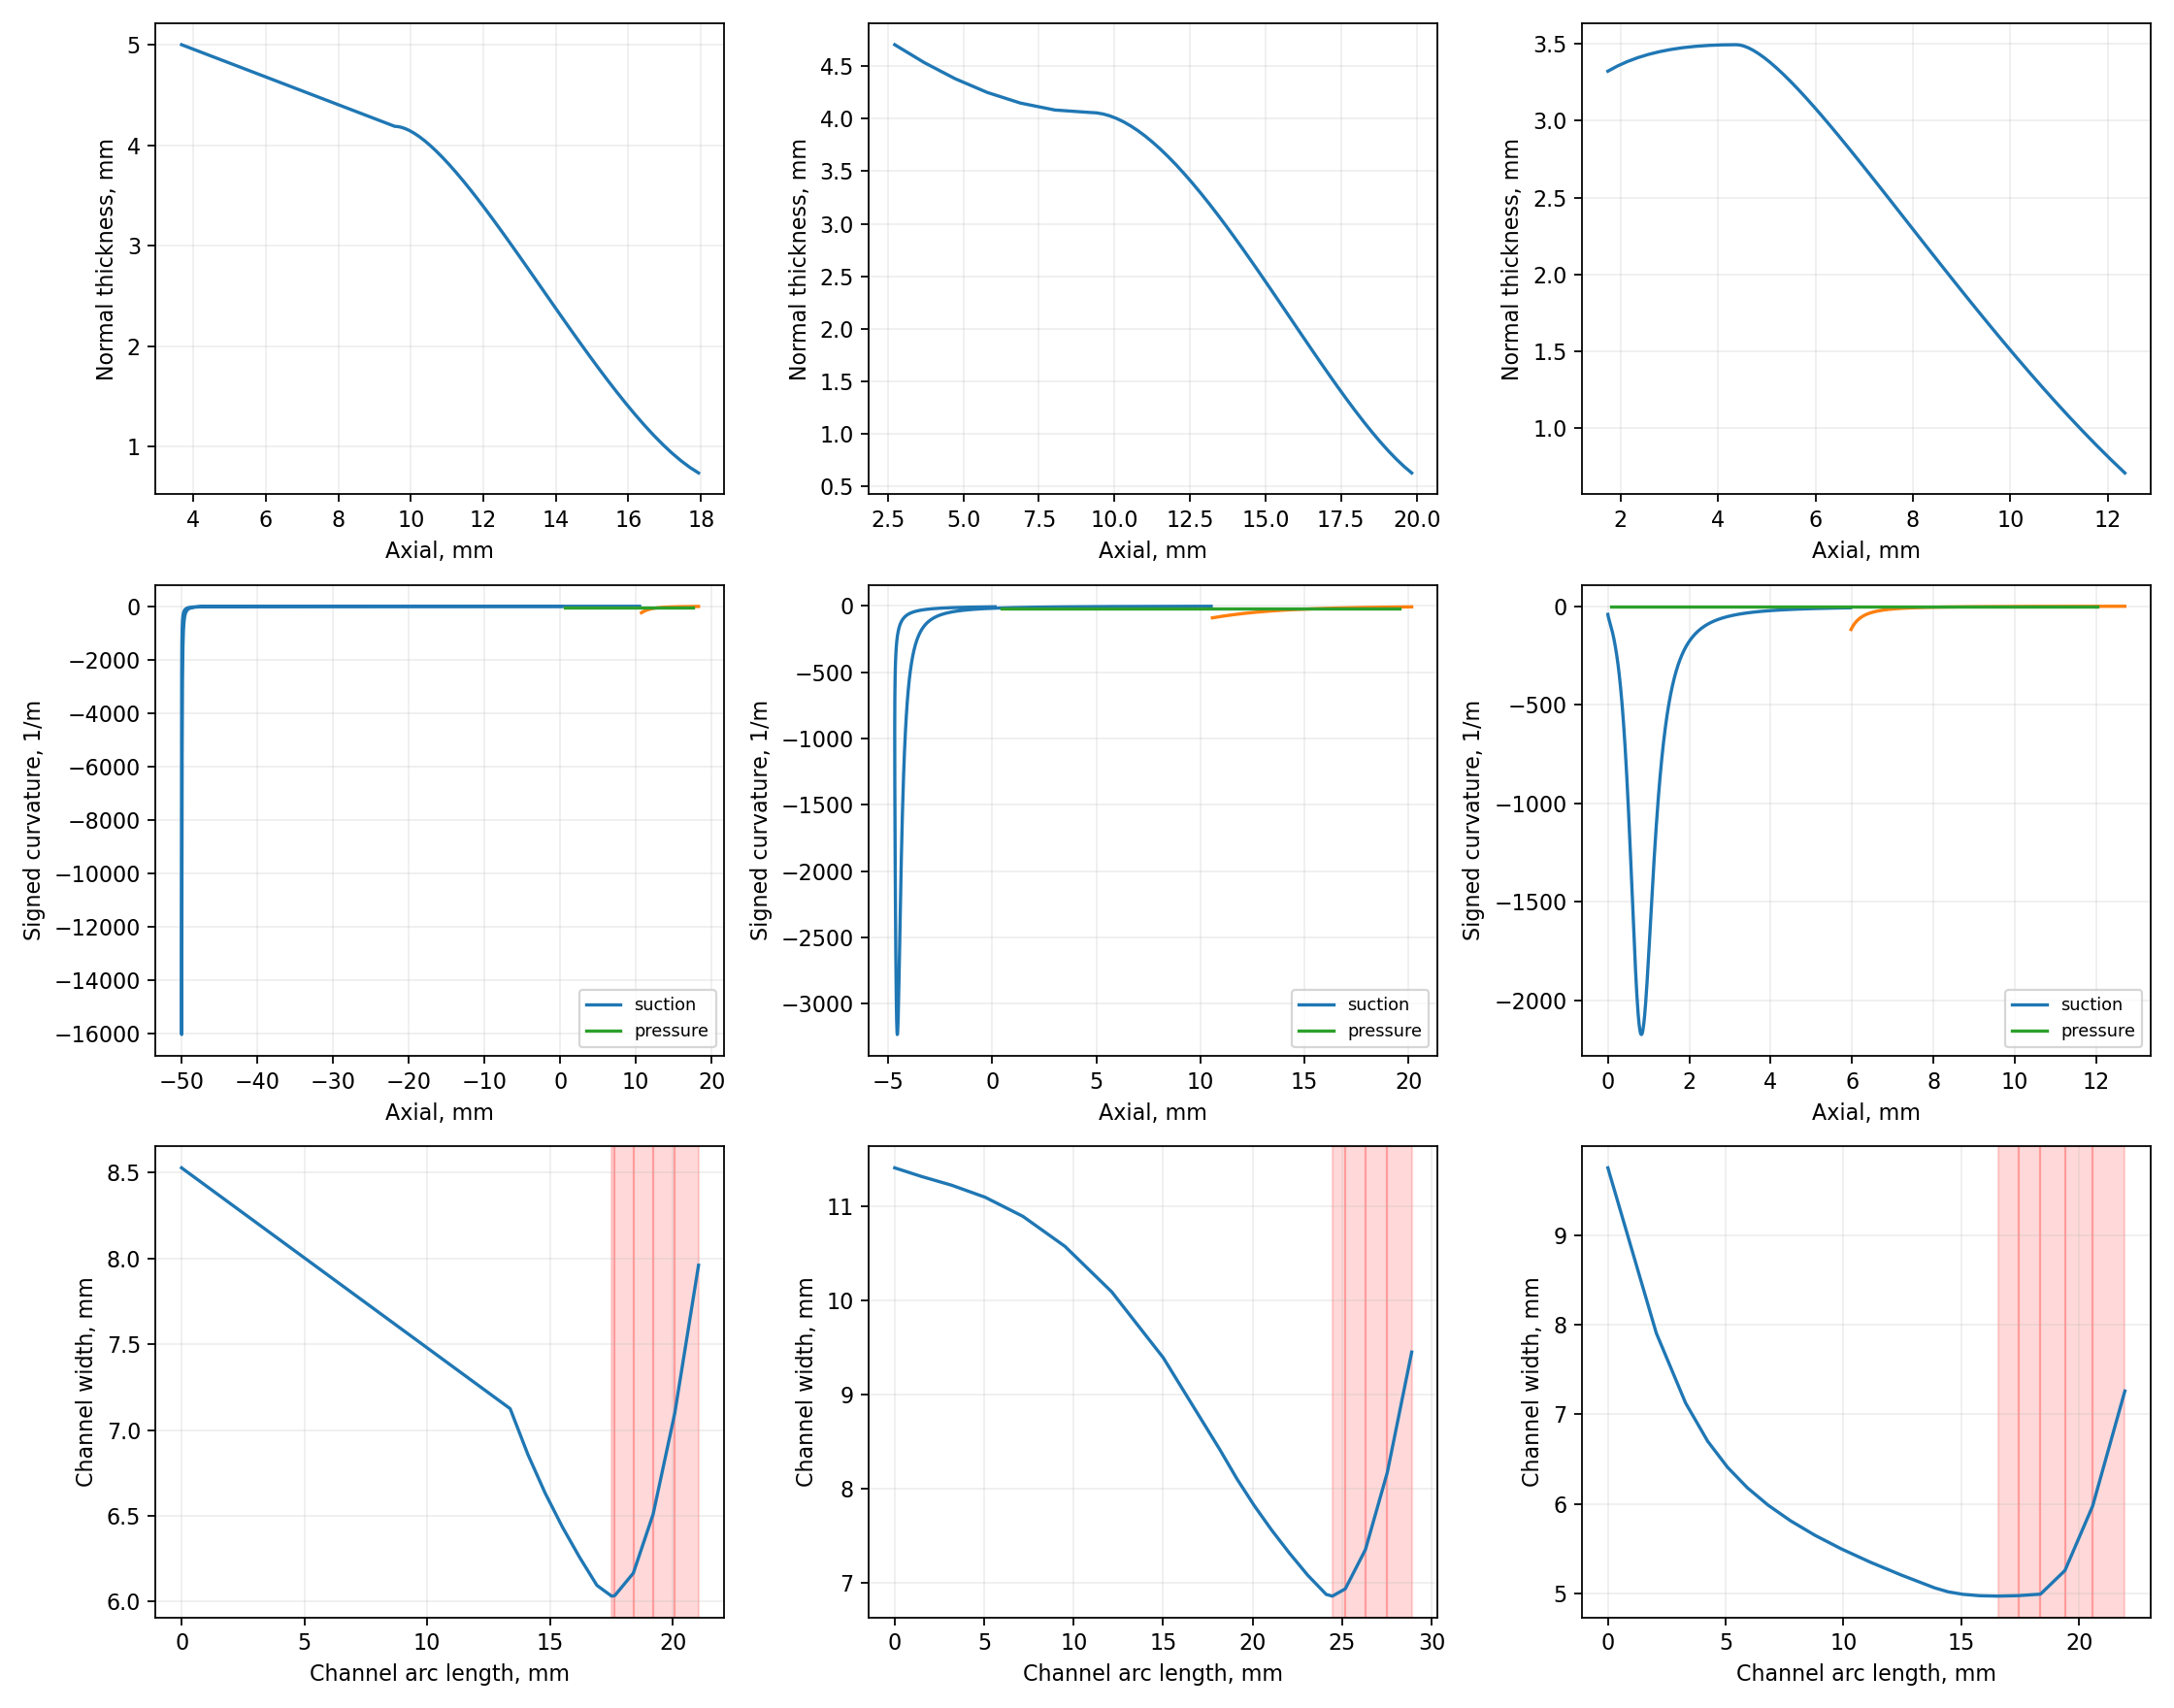 Normal thickness, mm
5
4
3
2
1
4 6 8 10 12 14 16 18
Axial, mm
Normal thickness, mm
4.5
4.0
3.5
3.0
2.5
2.0
1.5
1.0
0.5
2.5 5.0 7.5 10.0 12.5 15.0 17.5 20.0
Axial, mm
Normal thickness, mm
3.5
3.0
2.5
2.0
1.5
1.0
2 4 6 8 10 12
Axial, mm
Signed curvature, 1/m
0
−2000
−4000
−6000
−8000
−10000
−12000
−14000
−16000
suction
pressure
−50 −40 −30 −20 −10 0 10 20
Axial, mm
Signed curvature, 1/m
0
−500
−1000
−1500
−2000
−2500
−3000
suction
pressure
−5 0 5 10 15 20
Axial, mm
Signed curvature, 1/m
0
−500
−1000
−1500
−2000
suction
pressure
0 2 4 6 8 10 12
Axial, mm
Channel width, mm
8.5
8.0
7.5
7.0
6.5
6.0
0 5 10 15 20
Channel arc length, mm
Channel width, mm
11
10
9
8
7
0 5 10 15 20 25 30
Channel arc length, mm
Channel width, mm
9
8
7
6
5
0 5 10 15 20
Channel arc length, mm